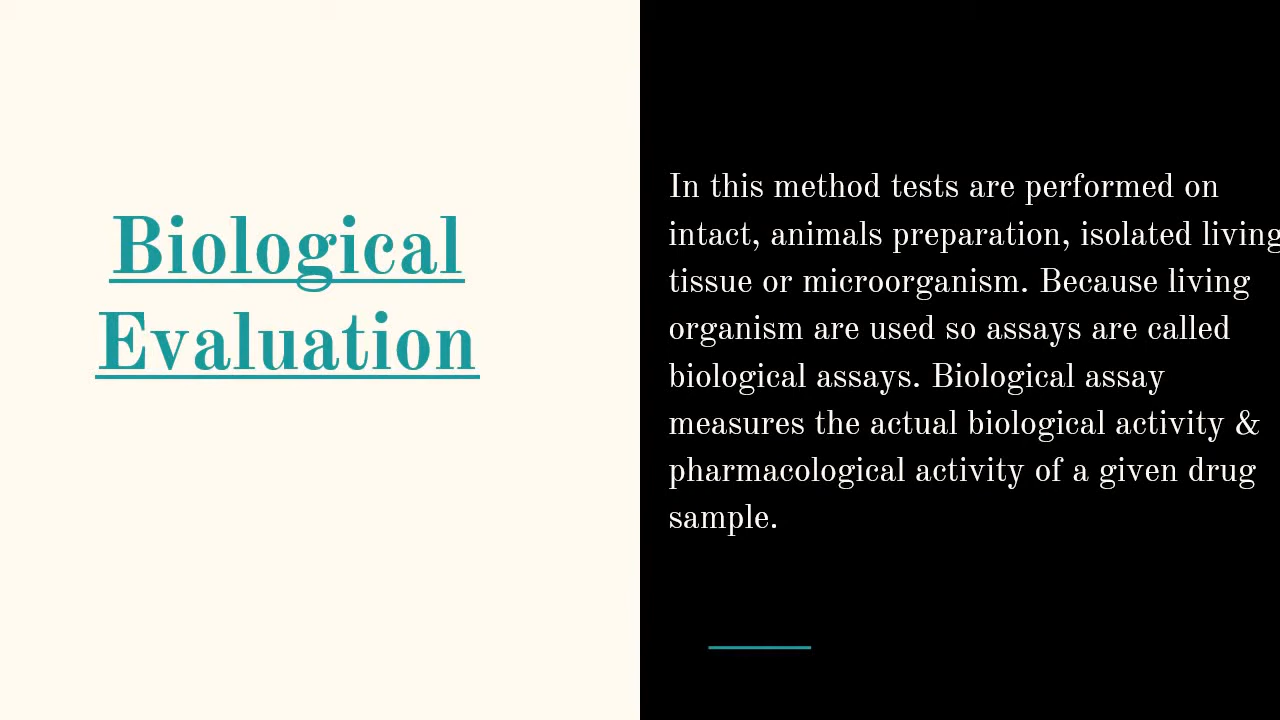 Biological
Evaluation
In this method tests are performed on
intact, animals preparation, isolated living
tissue or microorganism. Because living
organism are used so assays are called
biological assays. Biological assay
measures the actual biological activity &
pharmacological activity of a given drug
sample.